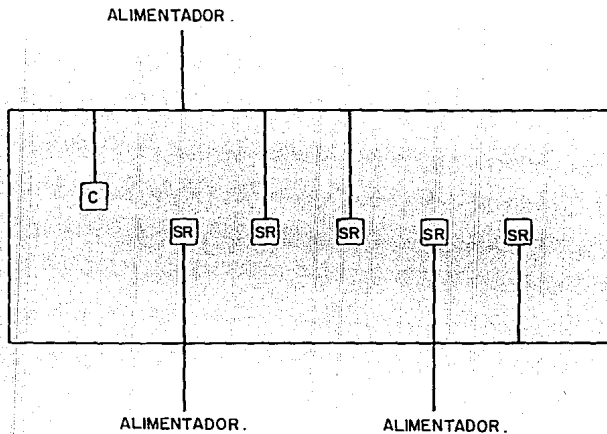 ALIMENTADOR.
C
SR SR SR SR SR
ALIMENTADOR. ALIMENTADOR.